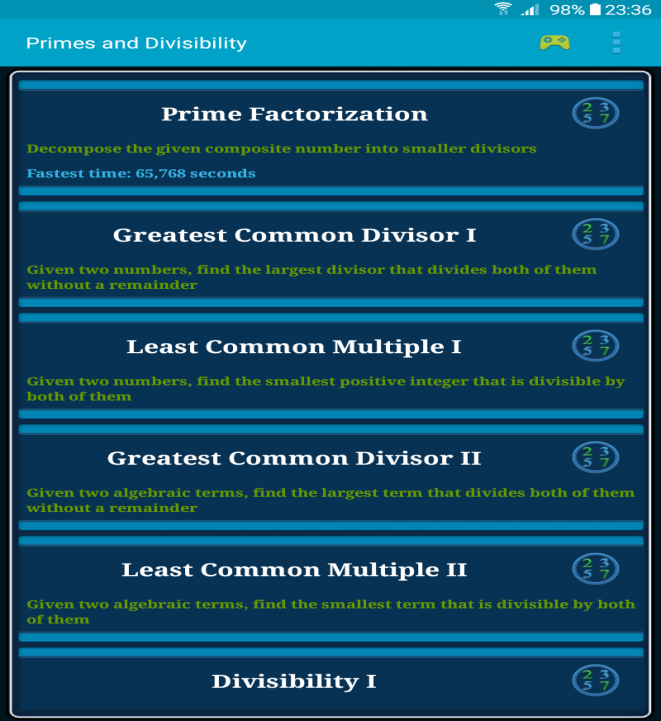 98% 23:36
Primes and Divisibility
Prime Factorization
2 3
5 7
Decompose the given composite number into smaller divisors
Fastest time: 65,768 seconds
Greatest Common Divisor I
2 3
5 7
Given two numbers, find the largest divisor that divides both of them
without a remainder
Least Common Multiple I
2 3
5 7
Given two numbers, find the smallest positive integer that is divisible by
both of them
Greatest Common Divisor II
2 3
5 7
Given two algebraic terms, find the largest term that divides both of them
without a remainder
Least Common Multiple II
2 3
5 7
Given two algebraic terms, find the smallest term that is divisible by both
of them
Divisibility I
2 3
5 7